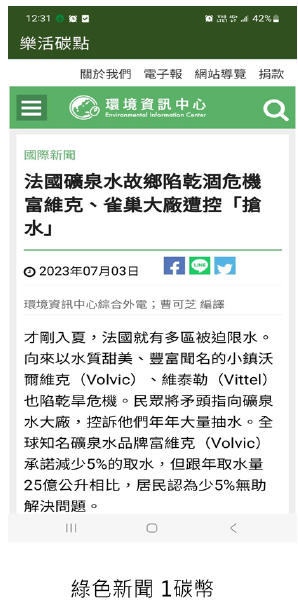 12:31 42%
樂活碳點
關於我們 電子報 網站導覽 捐款
環境資訊中心
Environmental Information Center
國際新聞
法國礦泉水故鄉陷乾涸危機
富維克、雀巢大廠遭控「搶
水」
2023年07月03日
LINE
環境資訊中心綜合外電；曹可芝 編譯
才剛入夏，法國就有多區被迫限水。
向來以水質甜美、豐富聞名的小鎮沃
爾維克（Volvic）、維泰勒（Vittel）
也陷乾旱危機。民眾將矛頭指向礦泉
水大廠，控訴他們年年大量抽水。全
球知名礦泉水品牌富維克（Volvic）
承諾減少5%的取水，但跟年取水量
25億公升相比，居民認為少5%無助
解決問題。
綠色新聞 1碳幣